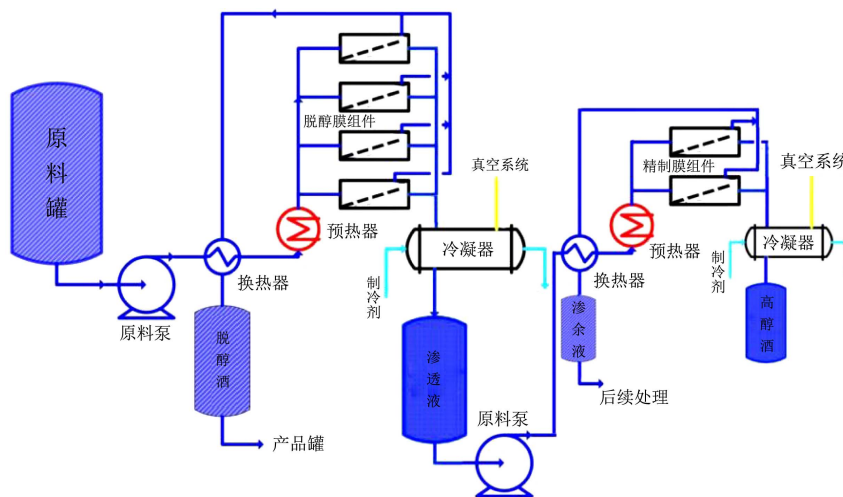 原料罐
原料泵
换热器
脱醇酒
产品罐
预热器
脱醇膜组件
真空系统
冷凝器
制冷剂
渗透液
原料泵
换热器
渗余液
后续处理
预热器
精制膜组件
真空系统
冷凝器
制冷剂
高醇酒